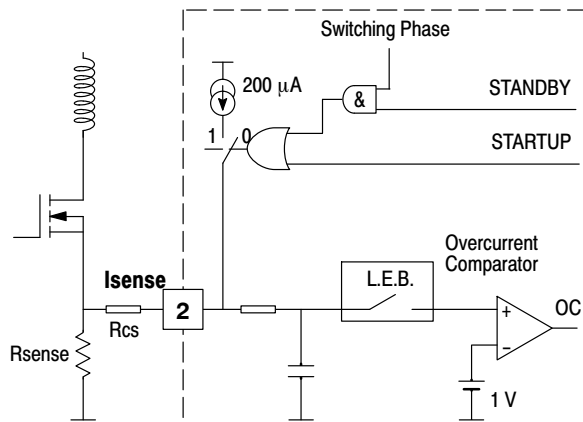 Switching Phase
200 µA
&
STANDBY
1 0
STARTUP
Overcurrent
Comparator
Isense
L.E.B.
2
+
OC
Rcs
Rsense
−
1 V